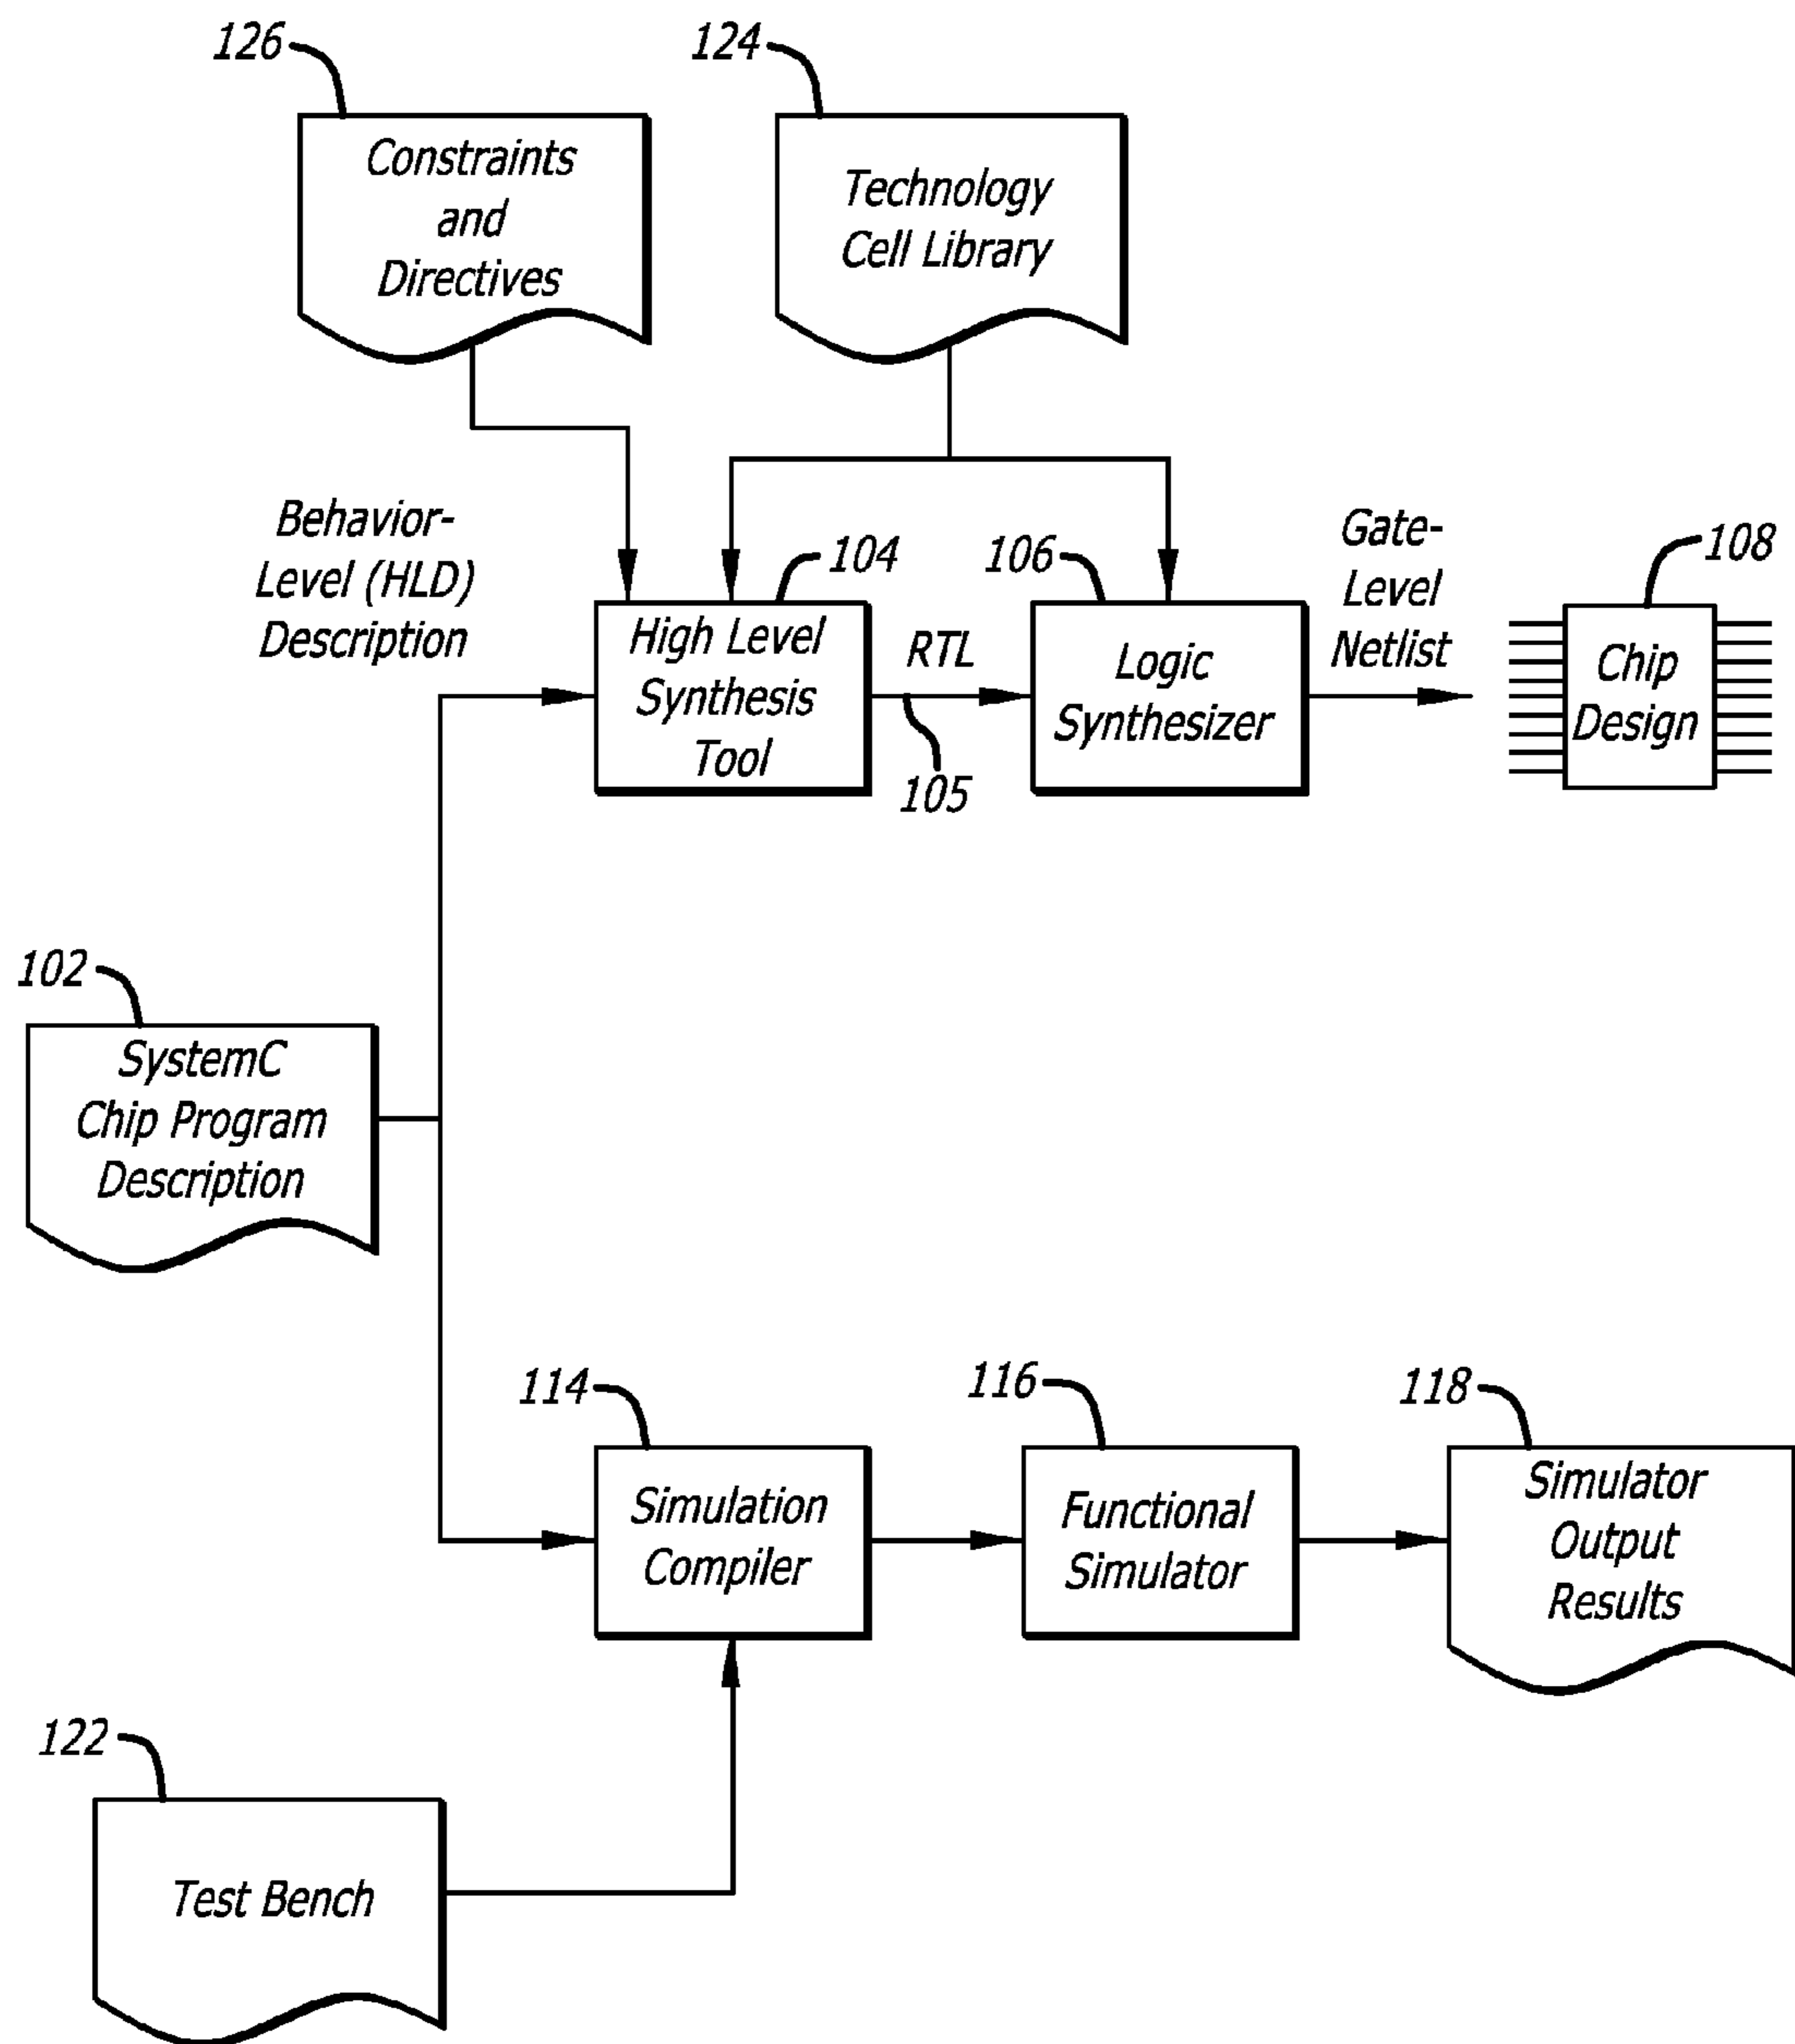 126
124
Constraints
and
Directives
Technology
Cell Library
Behavior-
Level (HLD)
Description
104
106
Gate-
Level
Netlist
108
High Level
Synthesis
Tool
RTL
105
Logic
Synthesizer
Chip
Design
102
SystemC
Chip Program
Description
114
116
118
Simulation
Compiler
Functional
Simulator
Simulator
Output
Results
122
Test Bench